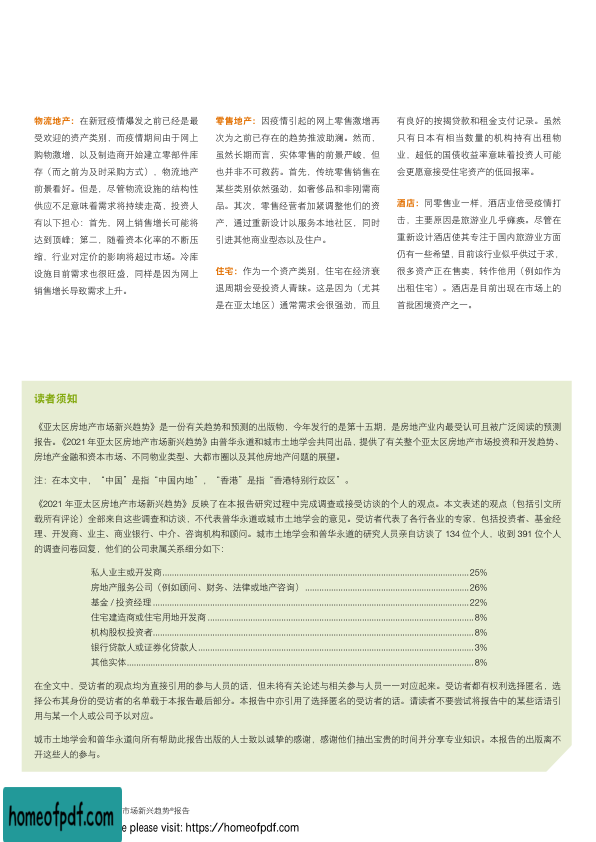 物流地产：在新冠疫情爆发之前已经是最
受欢迎的资产类别，而疫情期间由于网上
购物激增，以及制造商开始建立零部件库
存（而之前为及时采购方式），物流地产
前景看好。但是，尽管物流设施的结构性
供应不足意味着需求将持续走高，投资人
有以下担心：首先，网上销售增长可能将
达到顶峰；第二，随着资本化率的不断压
缩，行业对定价的影响将超过市场。冷库
设施目前需求也很旺盛，同样是因为网上
销售增长导致需求上升。
零售地产：因疫情引起的网上零售激增再
次为之前已存在的趋势推波助澜。然而，
虽然长期而言，实体零售的前景严峻，但
也并非不可救药。首先，传统零售销售在
某些类别依然强劲，如奢侈品和非刚需商
品。其次，零售经营者加紧调整他们的资
产，通过重新设计以服务本地社区，同时
引进其他商业型态以及住户。
住宅：作为一个资产类别，住宅在经济衰
退周期会受投资人青睐。这是因为（尤其
是在亚太地区）通常需求会很强劲，而且
有良好的按揭贷款和租金支付记录。虽然
只有日本有相当数量的机构持有出租物
业，超低的国债收益率意味着投资人可能
会更愿意接受住宅资产的低回报率。
酒店：同零售业一样，酒店业倍受疫情打
击，主要原因是旅游业几乎瘫痪。尽管在
重新设计酒店使其专注于国内旅游业方面
仍有一些希望，目前该行业似乎供过于求，
很多资产正在售卖，转作他用（例如作为
出租住宅）。酒店是目前出现在市场上的
首批困境资产之一。
读者须知
《亚太区房地产市场新兴趋势》是一份有关趋势和预测的出版物，今年发行的是第十五期，是房地产业内最受认可且被广泛阅读的预测
报告。《2021 年亚太区房地产市场新兴趋势》由普华永道和城市土地学会共同出品，提供了有关整个亚太区房地产市场投资和开发趋势、
房地产金融和资本市场、不同物业类型、大都市圈以及其他房地产问题的展望。
注：在本文中，“中国”是指“中国内地”，“香港”是指“香港特别行政区”。
《2021 年亚太区房地产市场新兴趋势》反映了在本报告研究过程中完成调查或接受访谈的个人的观点。本文表述的观点（包括引文所
载所有评论）全部来自这些调查和访谈，不代表普华永道或城市土地学会的意见。受访者代表了各行各业的专家，包括投资者、基金经
理、开发商、业主、商业银行、中介、咨询机构和顾问。城市土地学会和普华永道的研究人员亲自访谈了 134 位个人，收到 391 位个人
的调查问卷回复，他们的公司隶属关系细分如下：
私人业主或开发商....................25%
房地产服务公司（例如顾问、财务、法律或地产咨询）....................26%
基金 / 投资经理....................22%
住宅建造商或住宅用地开发商....................8%
机构股权投资者....................8%
银行贷款人或证券化贷款人....................3%
其他实体....................8%
在全文中，受访者的观点均为直接引用的参与人员的话，但未将有关论述与相关参与人员一一对应起来。受访者都有权利选择匿名，选
择公布其身份的受访者的名单载于本报告最后部分。本报告中亦引用了选择匿名的受访者的话。请读者不要尝试将报告中的某些话语引
用与某一个人或公司予以对应。
城市土地学会和普华永道向所有帮助此报告出版的人士致以诚挚的感谢，感谢他们抽出宝贵的时间并分享专业知识。本报告的出版离不
开这些人的参与。
市场新兴趋势®报告
homeofpdf.com
e please visit: https://homeofpdf.com